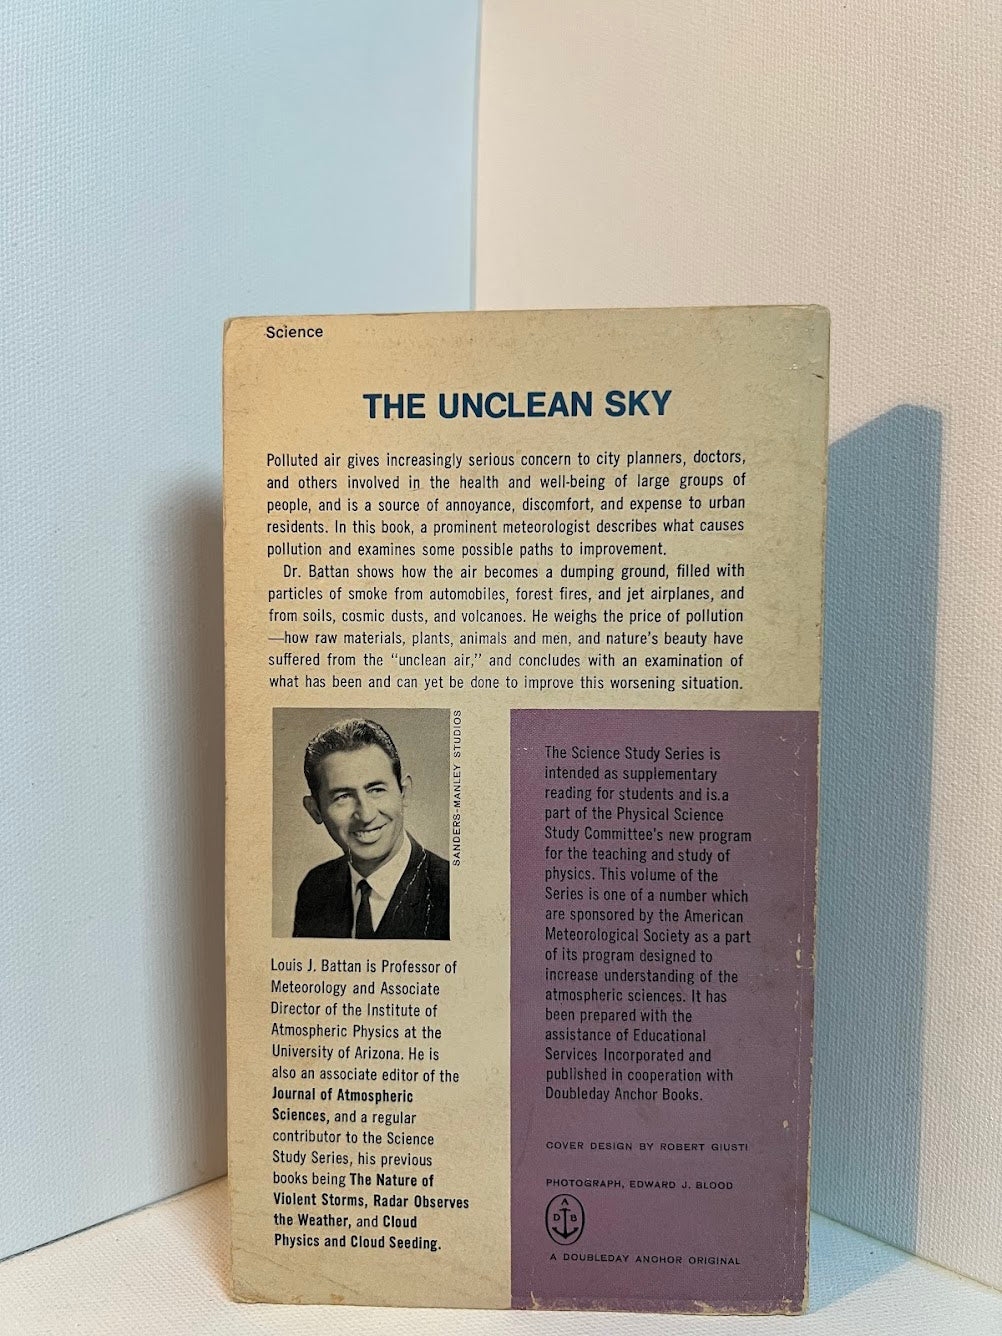 Science
THE UNCLEAN SKY
Polluted air gives increasingly serious concern to city planners, doctors,
and others involved in the health and well-being of large groups of
people, and is a source of annoyance, discomfort, and expense to urban
residents. In this book, a prominent meteorologist describes what causes
pollution and examines some possible paths to improvement.
Dr. Battan shows how the air becomes a dumping ground, filled with
particles of smoke from automobiles, forest fires, and jet airplanes, and
from soils, cosmic dusts, and volcanoes. He weighs the price of pollution
—how raw materials, plants, animals and men, and nature's beauty have
suffered from the "unclean air," and concludes with an examination of
what has been and can yet be done to improve this worsening situation.
SANDERS-MANLEY STUDIOS
Louis J. Battan is Professor of
Meteorology and Associate
Director of the Institute of
Atmospheric Physics at the
University of Arizona. He is
also an associate editor of the
Journal of Atmospheric
Sciences, and a regular
contributor to the Science
Study Series, his previous
books being The Nature of
Violent Storms, Radar Observes
the Weather, and Cloud
Physics and Cloud Seeding.
The Science Study Series is
intended as supplementary
reading for students and is a
part of the Physical Science
Study Committee's new program
for the teaching and study of
physics. This volume of the
Series is one of a number which
are sponsored by the American
Meteorological Society as a part
of its program designed to
increase understanding of the
atmospheric sciences. It has
been prepared with the
assistance of Educational
Services Incorporated and
published in cooperation with
Doubleday Anchor Books.
COVER DESIGN BY ROBERT GIUSTI
PHOTOGRAPH, EDWARD J. BLOOD
A
D B
A DOUBLEDAY ANCHOR ORIGINAL